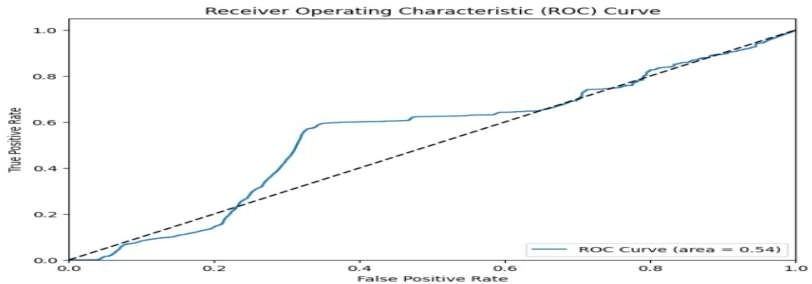 Receiver Operating Characteristic (ROC) Curve
1.0
0.8
0.6
0.4
0.2
0.0
True Positive Rate
0.0 0.2 0.4 0.6 0.8 1.0
False Positive Rate
ROC Curve (area = 0.54)